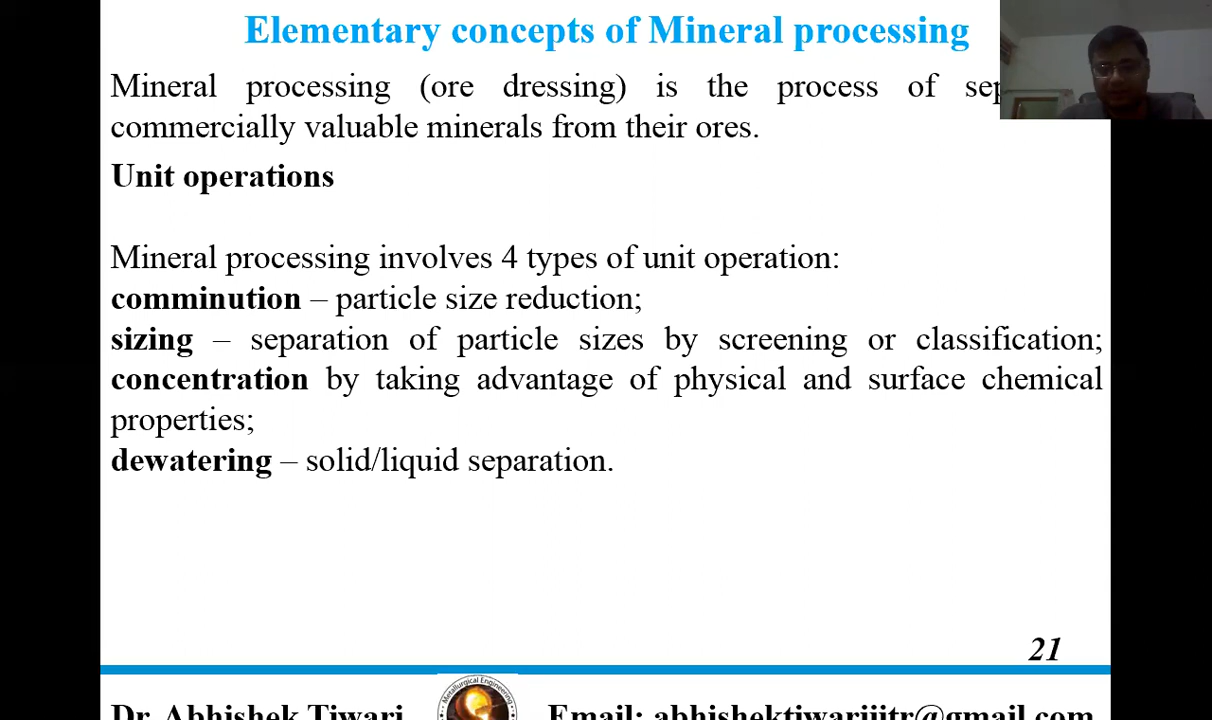 Elementary concepts of Mineral processing
Mineral processing (ore dressing) is the process of
commercially valuable minerals from their ores.
Unit operations
Mineral processing involves 4 types of unit operation:
comminution – particle size reduction;
sizing – separation of particle sizes by screening or classification;
concentration by taking advantage of physical and surface chemical
properties;
dewatering – solid/liquid separation.
21
Metallurgical Engineering
Dr. Abhishek Tiwari
Email: abhishektiwariiitr@gmail.com